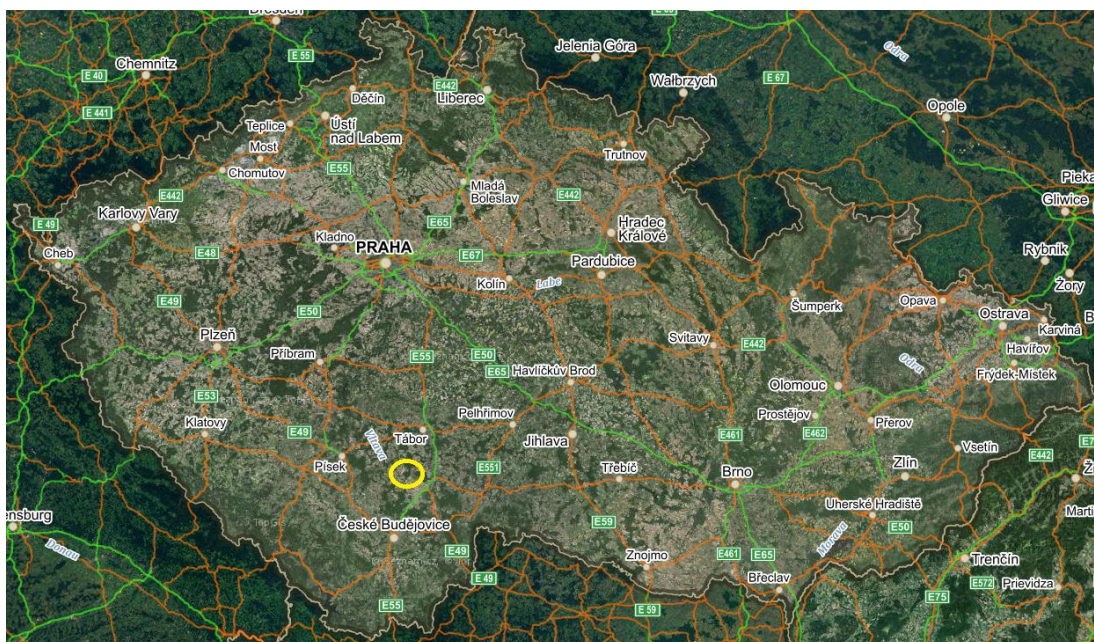 Dresden
E 55
Jelenia Góra
Odra
E 40
Chemnitz
E442
Liberec
E 67
Wałbrzych
Děčín
Opole
E 441
Teplice
Ústí
nad Labem
Most
Trutnov
Chomutov
E55
Mladá
Boleslav
E442
Gliwice
E442
Karlovy Vary
E 49
E65
Hradec
Králové
Kladno
Cheb
E48
PRAHA
E67
Pardubice
Rybnik
Kolín
Labe
Żory
E49
E50
Šumperk
Opava
Ostrava
Karviná
Plzeň
Příbram
E55
E50
Svitavy
E442
Havířov
E65
Havlíčkův Brod
Odra
Frýdek-Místek
Olomouc
E53
Pelhřimov
Prostějov
Klatovy
E49
Vltava
Tábor
Jihlava
E461
E462
Přerov
Vsetín
Písek
E551
Třebíč
Brno
Zlín
E442
České Budějovice
E59
Uherské Hradiště
E50
Morava
Donau
E49
Znojmo
E461
E65
Trenčín
E 49
Břeclav
E572
Prievidza
E55
E 59
E75